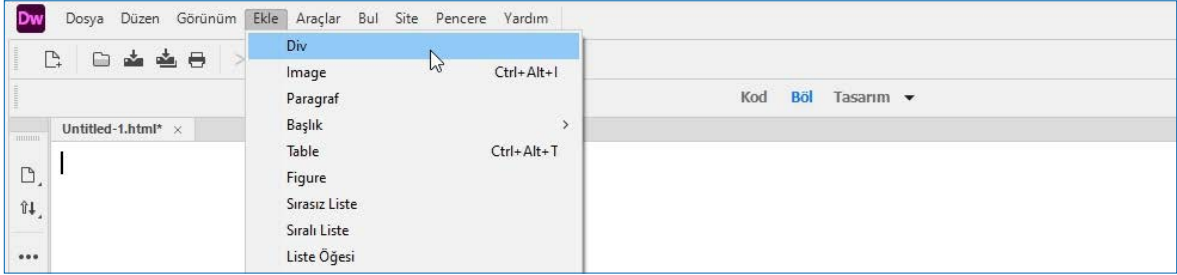 Dw Dosya Düzen Görünüm Ekle Araçlar Bul Site Pencere Yardım
Div
Image Ctrl+Alt+I
Paragraf
Kod Böl Tasarım
Başlık
Untitled-1.html*
Table Ctrl+Alt+T
Figure
Sırasız Liste
Sıralı Liste
Liste Öğesi